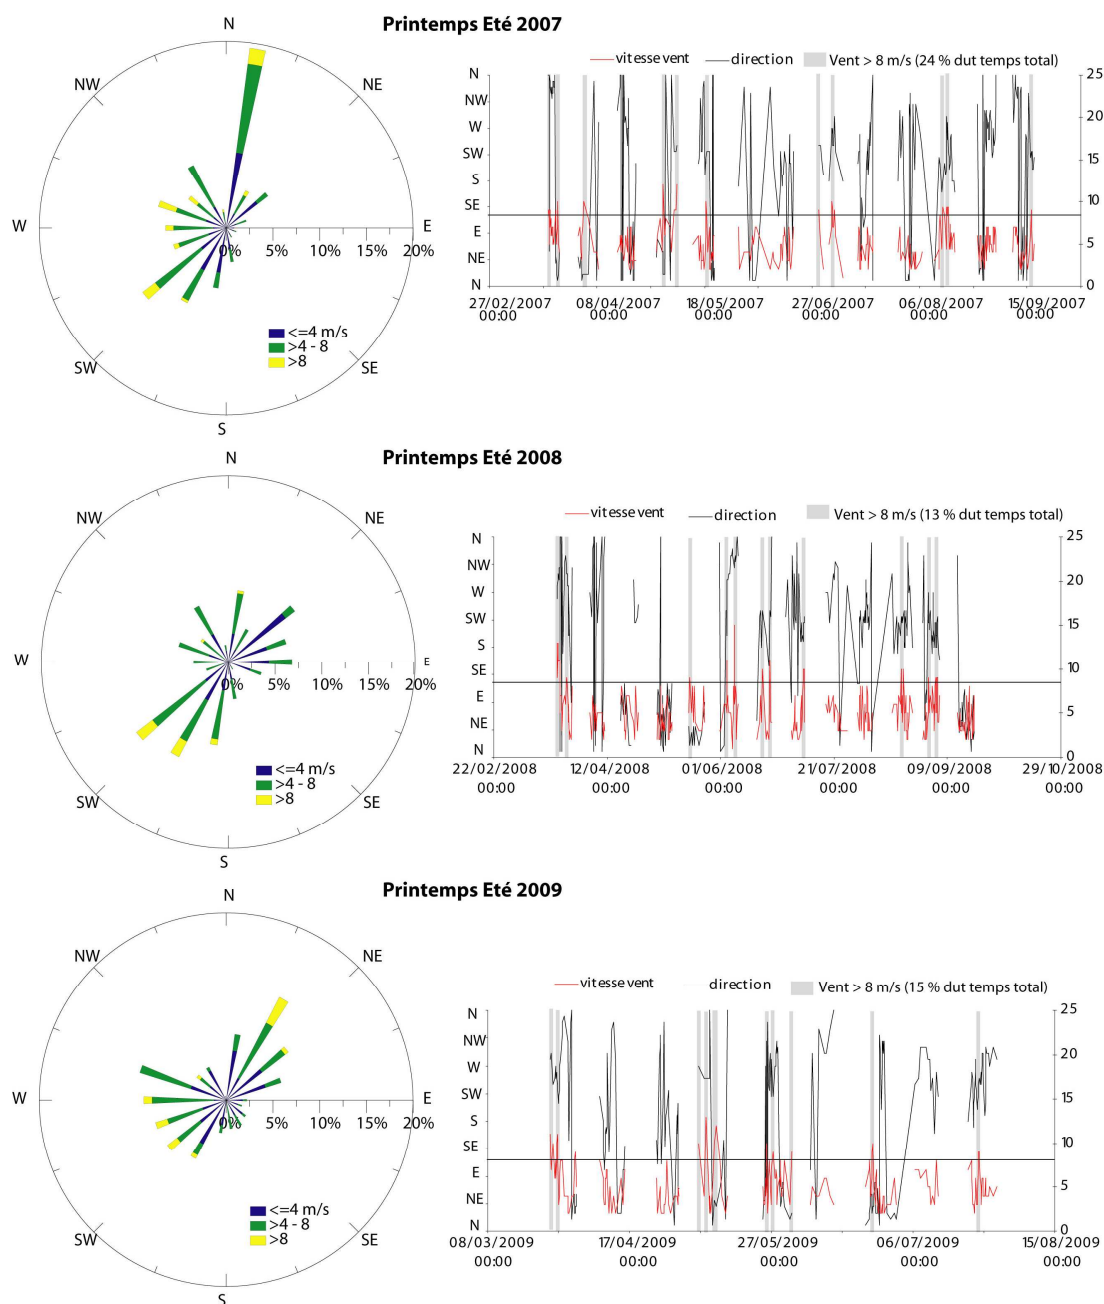 Printemps Eté 2007
N
NE
E
SE
S
SW
W
NW
0% 5% 10% 15% 20%
<=4 m/s
>4 - 8
>8
vitesse vent direction Vent > 8 m/s (24 % dut temps total)
N
NW
W
SW
S
SE
E
NE
N
25
20
15
10
5
0
27/02/2007 08/04/2007 18/05/2007 27/06/2007 06/08/2007 15/09/2007
00:00 00:00 00:00 00:00 00:00 00:00
Printemps Eté 2008
N
NE
E
SE
S
SW
W
NW
0% 5% 10% 15% 20%
<=4 m/s
>4 - 8
>8
vitesse vent direction Vent > 8 m/s (13 % dut temps total)
N
NW
W
SW
S
SE
E
NE
N
25
20
15
10
5
0
22/02/2008 12/04/2008 01/06/2008 21/07/2008 09/09/2008 29/10/2008
00:00 00:00 00:00 00:00 00:00 00:00
Printemps Eté 2009
N
NE
E
SE
S
SW
W
NW
0% 5% 10% 15% 20%
<=4 m/s
>4 - 8
>8
vitesse vent direction Vent > 8 m/s (15 % dut temps total)
N
NW
W
SW
S
SE
E
NE
N
25
20
15
10
5
0
08/03/2009 17/04/2009 27/05/2009 06/07/2009 15/08/2009
00:00 00:00 00:00 00:00 00:00